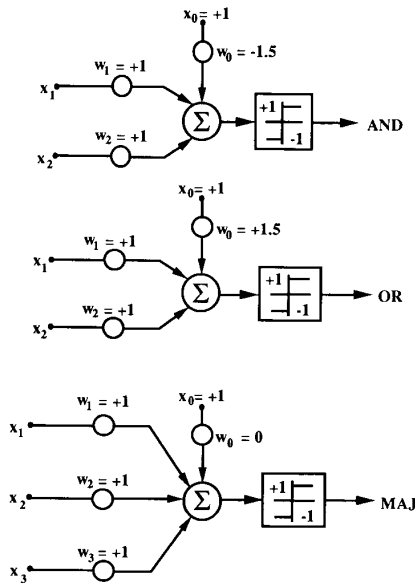 x₀= +1
w₀ = -1.5
w₁ = +1
x₁
w₂ = +1
x₂
Σ
+1
-1
AND
x₀= +1
w₀ = +1.5
w₁ = +1
x₁
w₂ = +1
x₂
Σ
+1
-1
OR
x₀= +1
w₀ = 0
w₁ = +1
x₁
w₂ = +1
x₂
w₃ = +1
x₃
Σ
+1
-1
MAJ